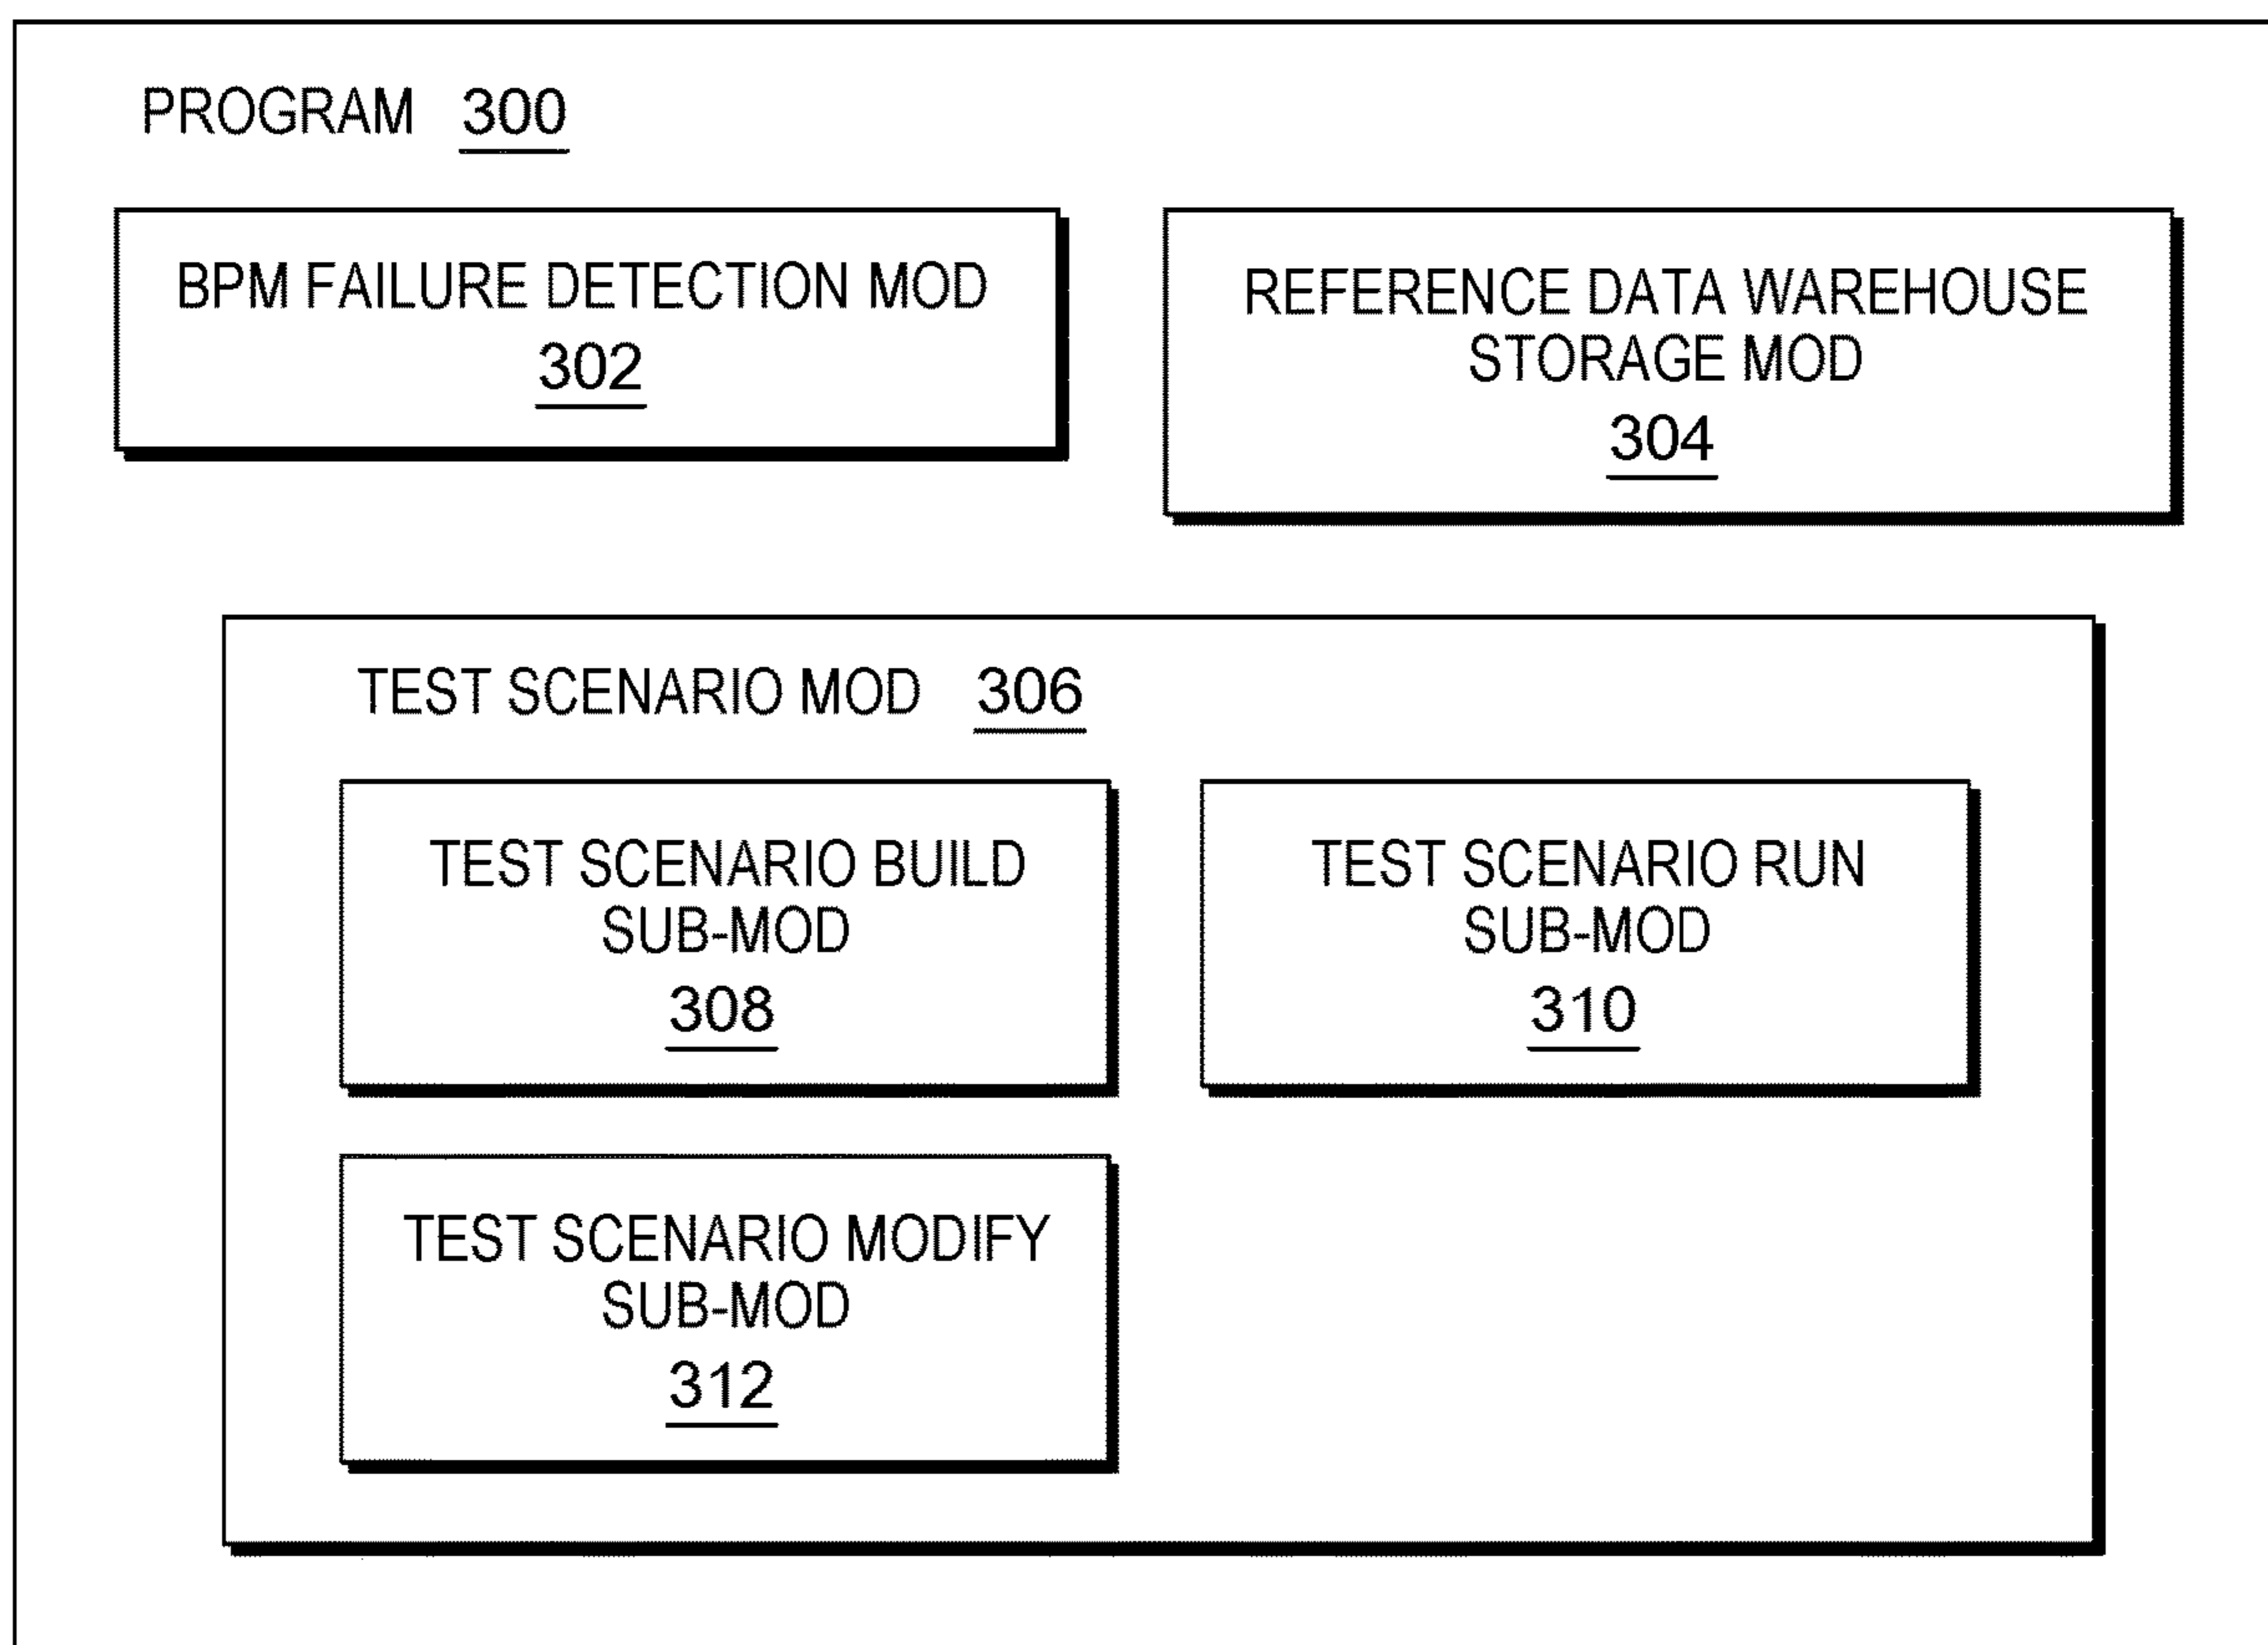 PROGRAM 300
BPM FAILURE DETECTION MOD
302
REFERENCE DATA WAREHOUSE
STORAGE MOD
304
TEST SCENARIO MOD 306
TEST SCENARIO BUILD
SUB-MOD
308
TEST SCENARIO RUN
SUB-MOD
310
TEST SCENARIO MODIFY
SUB-MOD
312